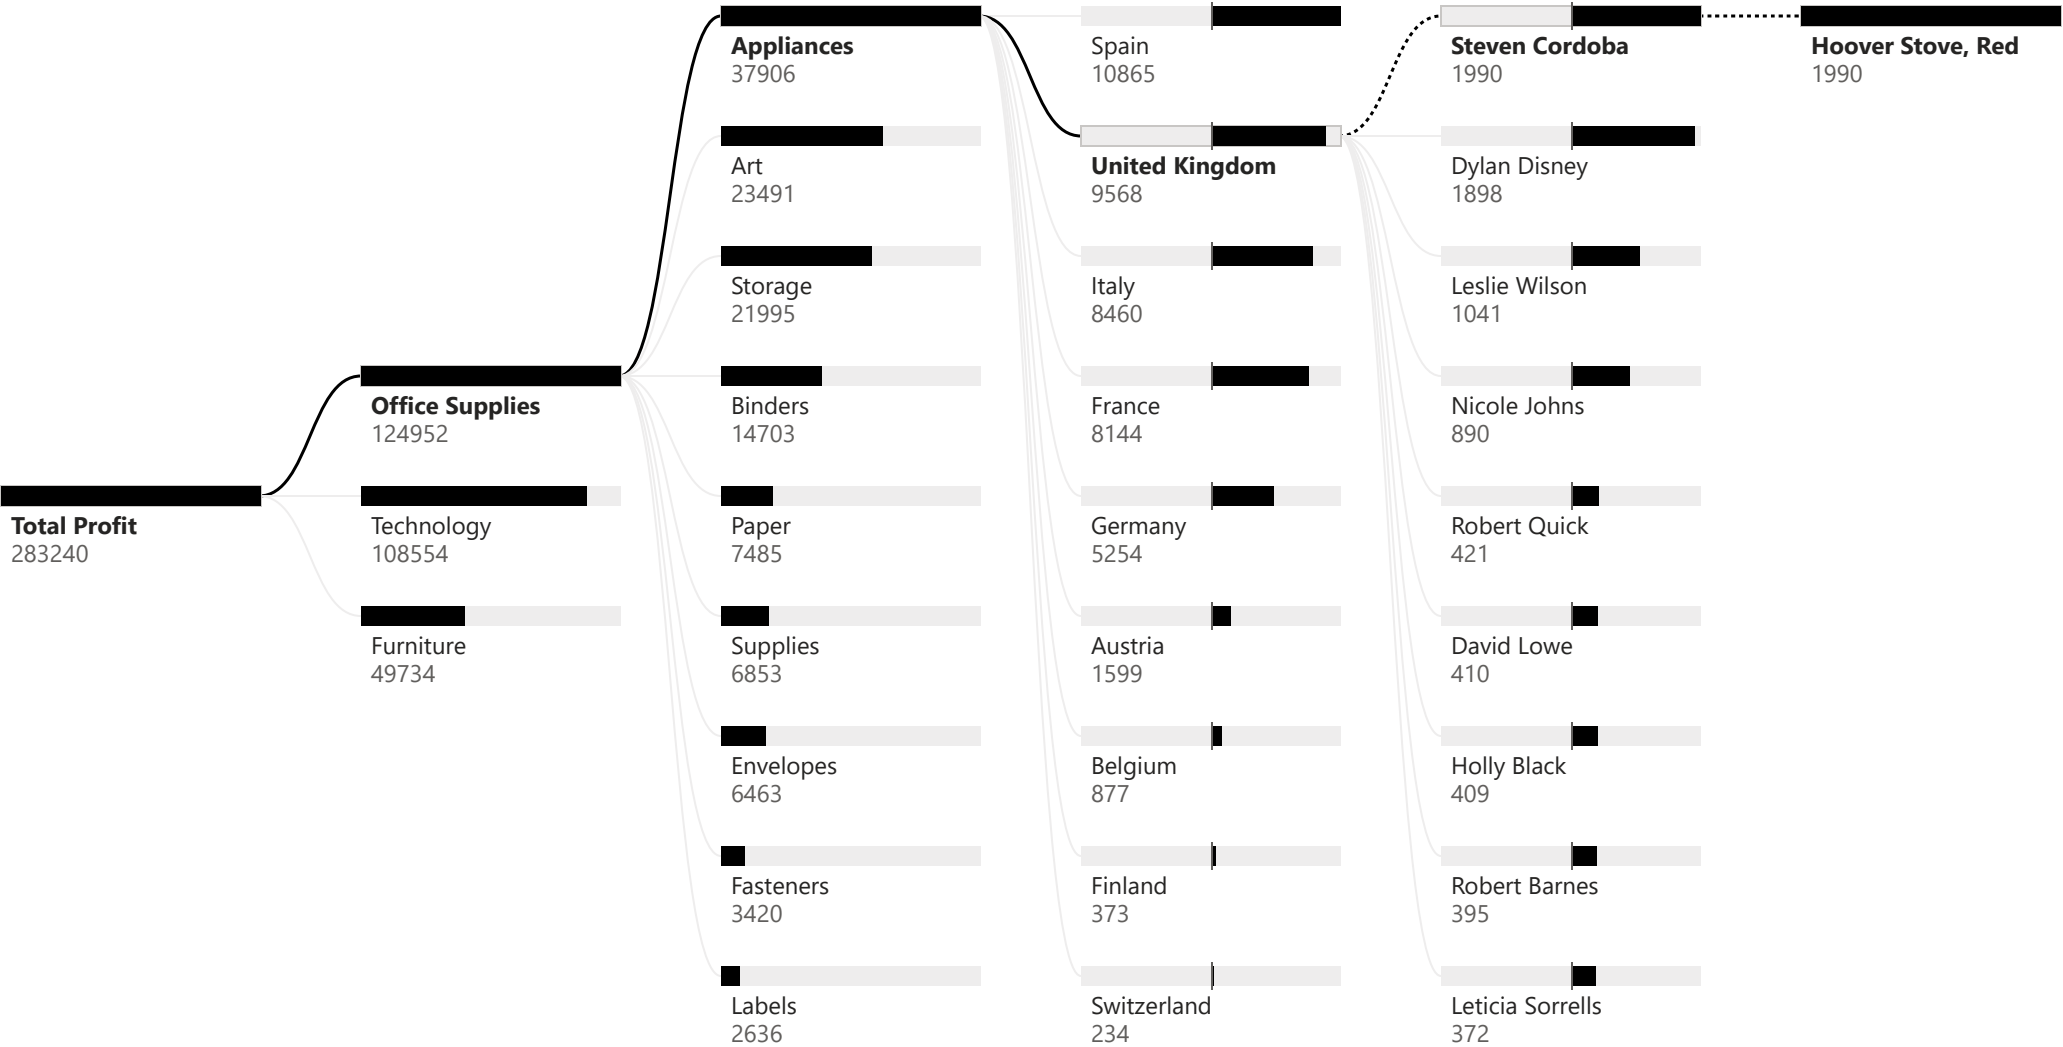 Total Profit
283240
Office Supplies
124952
Technology
108554
Furniture
49734
Appliances
37906
Art
23491
Storage
21995
Binders
14703
Paper
7485
Supplies
6853
Envelopes
6463
Fasteners
3420
Labels
2636
Spain
10865
United Kingdom
9568
Italy
8460
France
8144
Germany
5254
Austria
1599
Belgium
877
Finland
373
Switzerland
234
Steven Cordoba
1990
Dylan Disney
1898
Leslie Wilson
1041
Nicole Johns
890
Robert Quick
421
David Lowe
410
Holly Black
409
Robert Barnes
395
Leticia Sorrells
372
Hoover Stove, Red
1990